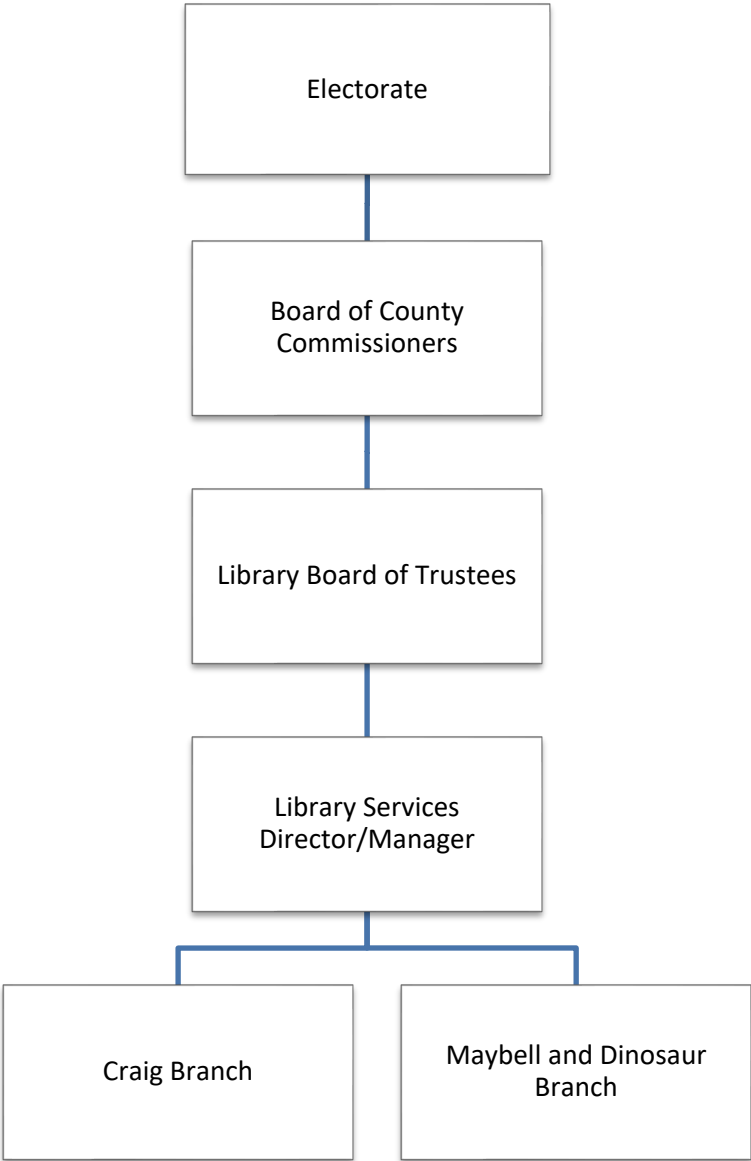 Electorate
Board of County
Commissioners
Library Board of Trustees
Library Services
Director/Manager
Craig Branch
Maybell and Dinosaur
Branch